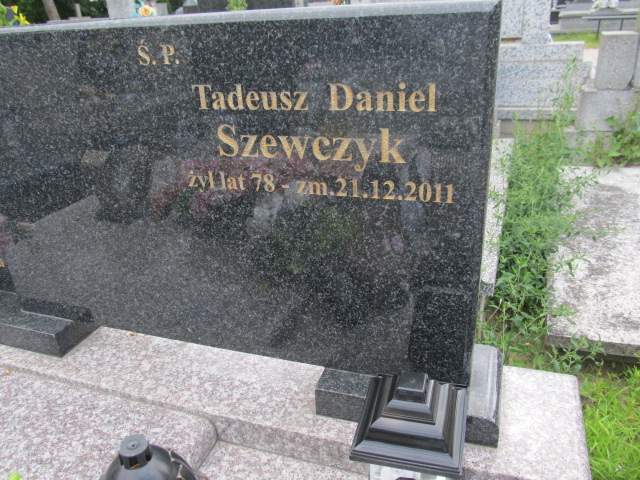 Ś. P.
Tadeusz Daniel
Szewczyk
żył lat 78 - zm.21.12.2011